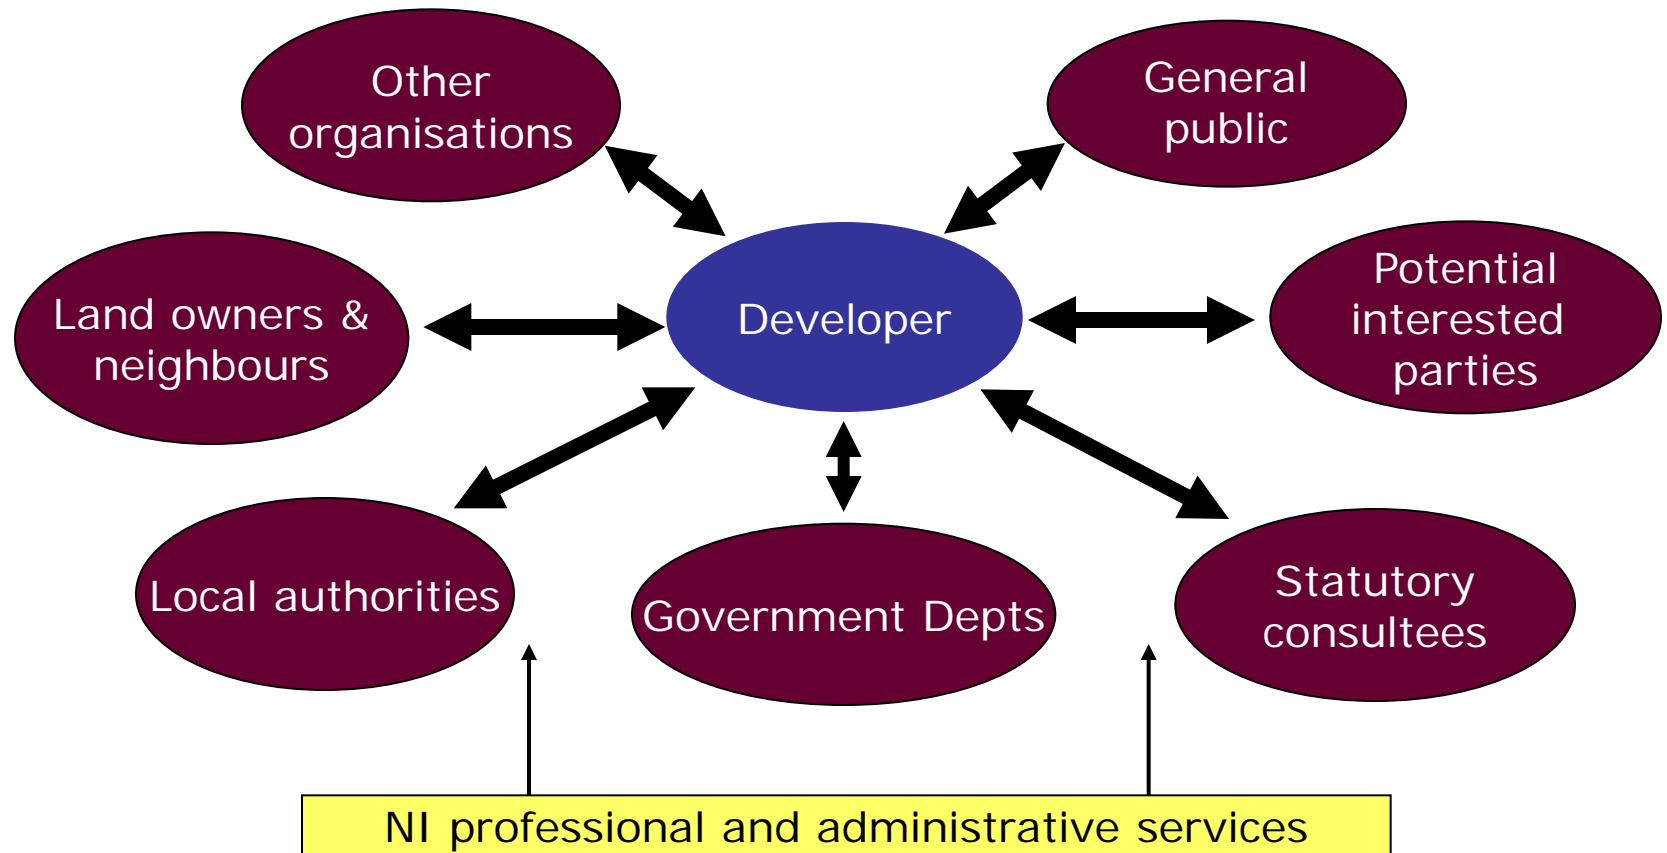 Other
organisations
General
public
Land owners &
neighbours
Developer
Potential
interested
parties
Local authorities
Government Depts
Statutory
consultees
NI professional and administrative services